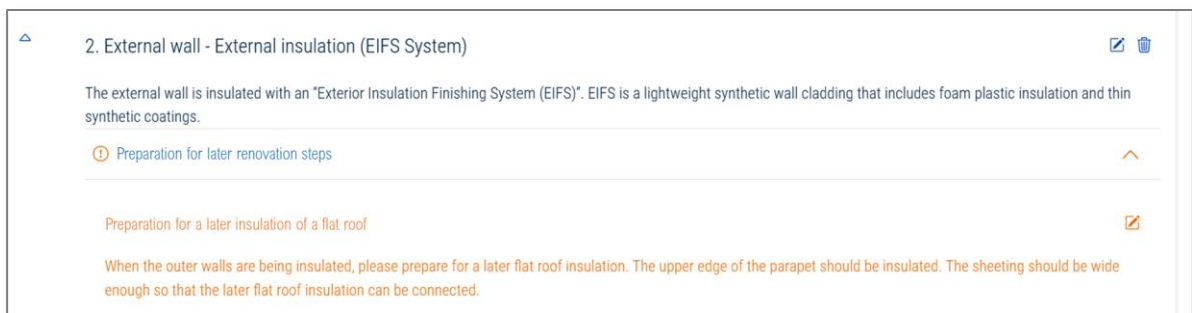 2. External wall - External insulation (EIFS System)
The external wall is insulated with an "Exterior Insulation Finishing System (EIFS)". EIFS is a lightweight synthetic wall cladding that includes foam plastic insulation and thin
synthetic coatings.
Preparation for later renovation steps
Preparation for a later insulation of a flat roof
When the outer walls are being insulated, please prepare for a later flat roof insulation. The upper edge of the parapet should be insulated. The sheeting should be wide
enough so that the later flat roof insulation can be connected.